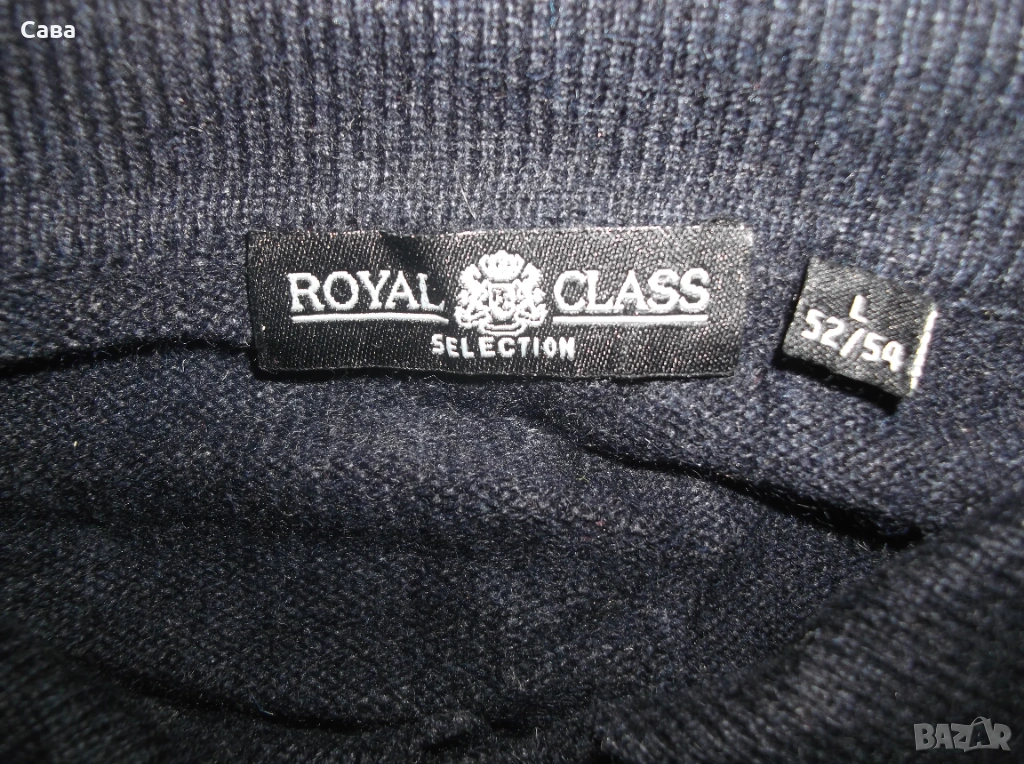 Сава
ROYAL CLASS
SELECTION
L
52/54
BAZAR